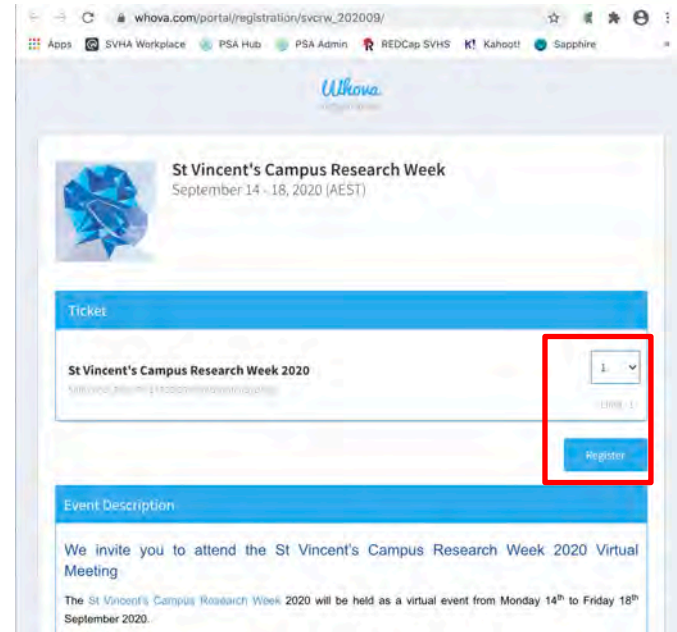 whova.com/portal/registration/svcrw_202009/
Apps SVHA Workplace PSA Hub PSA Admin REDCap SVHS K! Kahoot! Sapphire »
Whova
St Vincent's Campus Research Week
September 14 - 18, 2020 (AEST)
Ticket
St Vincent's Campus Research Week 2020
1
Limit: 1
Register
Event Description
We invite you to attend the St Vincent's Campus Research Week 2020 Virtual
Meeting
The St Vincent's Campus Research Week 2020 will be held as a virtual event from Monday 14th to Friday 18th
September 2020.